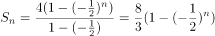 $S_n = \frac{4(1-(-\frac{1}{2})^n)}{1-(-\frac{1}{2})} = \frac{8}{3}(1-(-\frac{1}{2})^n)$